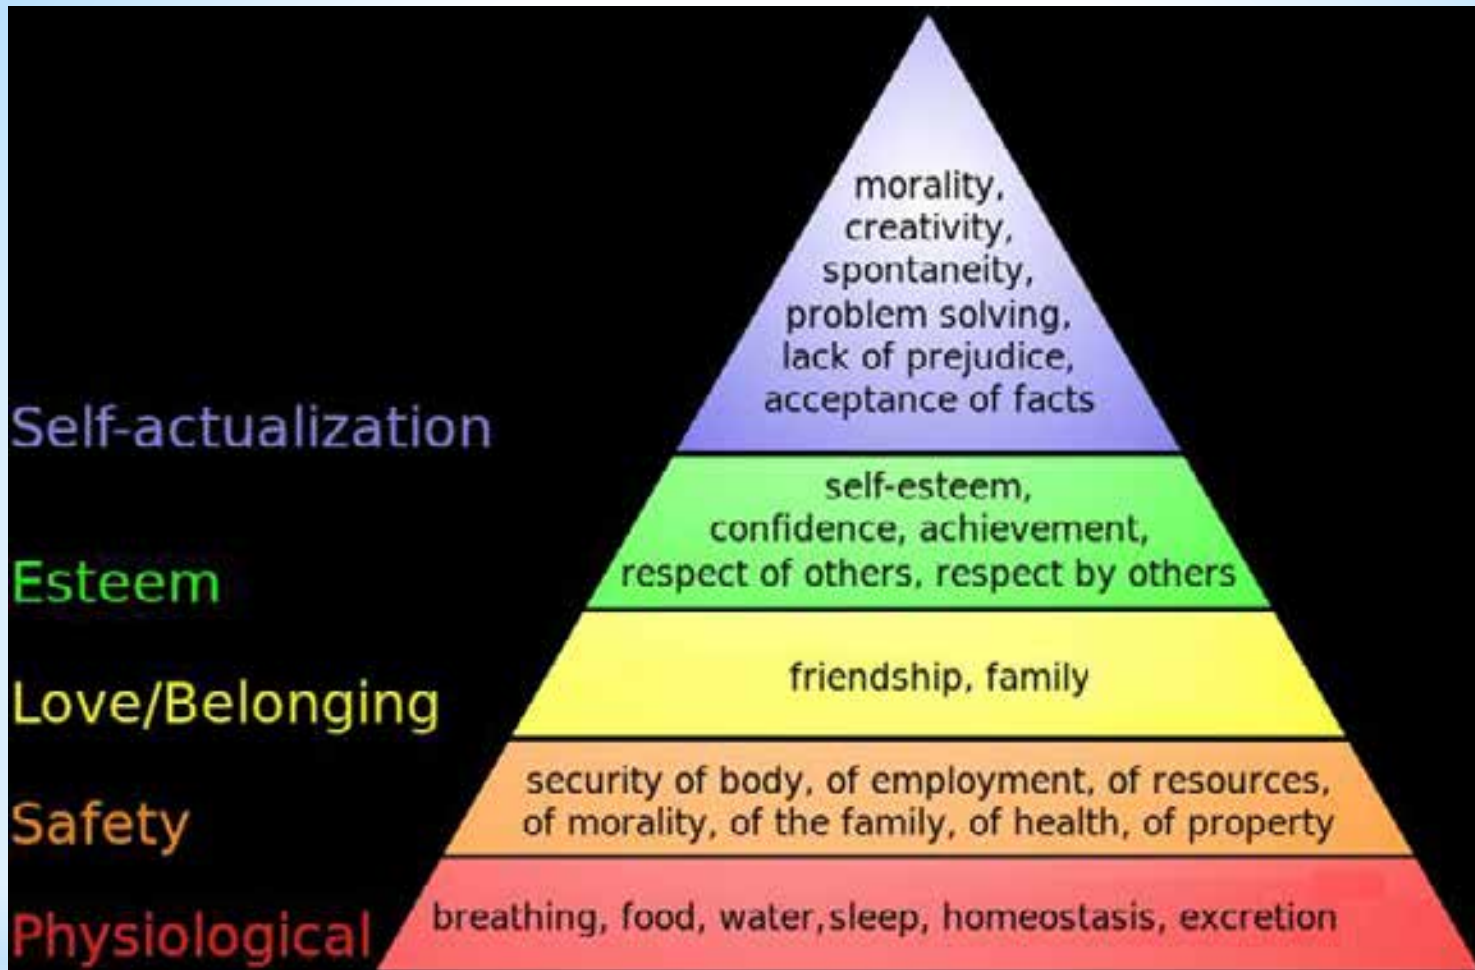 morality,
creativity,
spontaneity,
problem solving,
lack of prejudice,
acceptance of facts
Self-actualization
self-esteem,
confidence, achievement,
respect of others, respect by others
Esteem
friendship, family
Love/Belonging
security of body, of employment, of resources,
of morality, of the family, of health, of property
Safety
breathing, food, water, sleep, homeostasis, excretion
Physiological